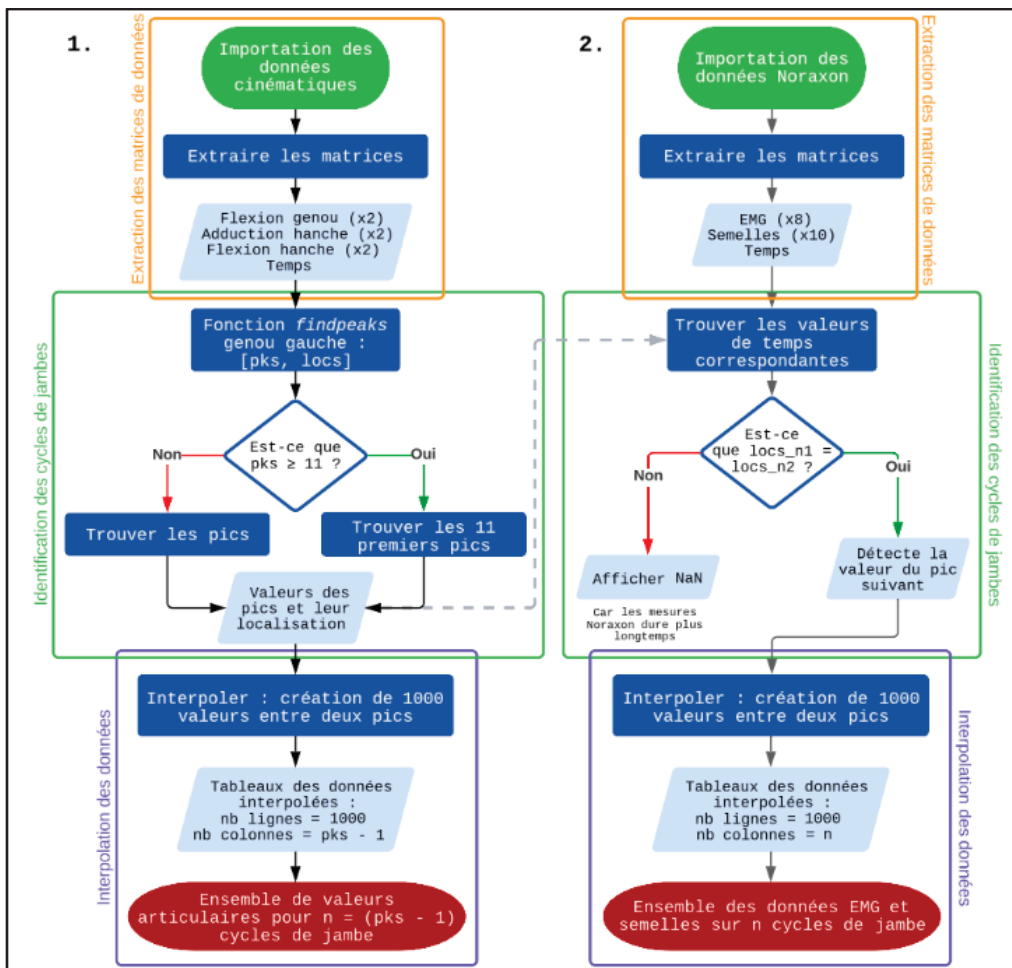 1.
Extraction des matrices de données
Importation des
données
cinématiques
Extraire les matrices
Flexion genou (x2)
Adduction hanche (x2)
Flexion hanche (x2)
Temps
Identification des cycles de jambes
Fonction findpeaks
genou gauche :
[pks, locs]
Est-ce que
pks ≥ 11 ?
Non
Oui
Trouver les pics
Trouver les 11
premiers pics
Valeurs des
pics et leur
localisation
Interpolation des données
Interpoler : création de 1000
valeurs entre deux pics
Tableaux des données
interpolées :
nb lignes = 1000
nb colonnes = pks - 1
Ensemble de valeurs
articulaires pour n = (pks - 1)
cycles de jambe
2.
Extraction des matrices de données
Importation des
données Noraxon
Extraire les matrices
EMG (x8)
Semelles (x10)
Temps
Identification des cycles de jambes
Trouver les valeurs
de temps
correspondantes
Est-ce
que locs_n1 =
locs_n2 ?
Non
Oui
Afficher NaN
Car les mesures
Noraxon dure plus
longtemps
Détecte la
valeur du pic
suivant
Interpolation des données
Interpoler : création de 1000
valeurs entre deux pics
Tableaux des données
interpolées :
nb lignes = 1000
nb colonnes = n
Ensemble des données EMG et
semelles sur n cycles de jambe